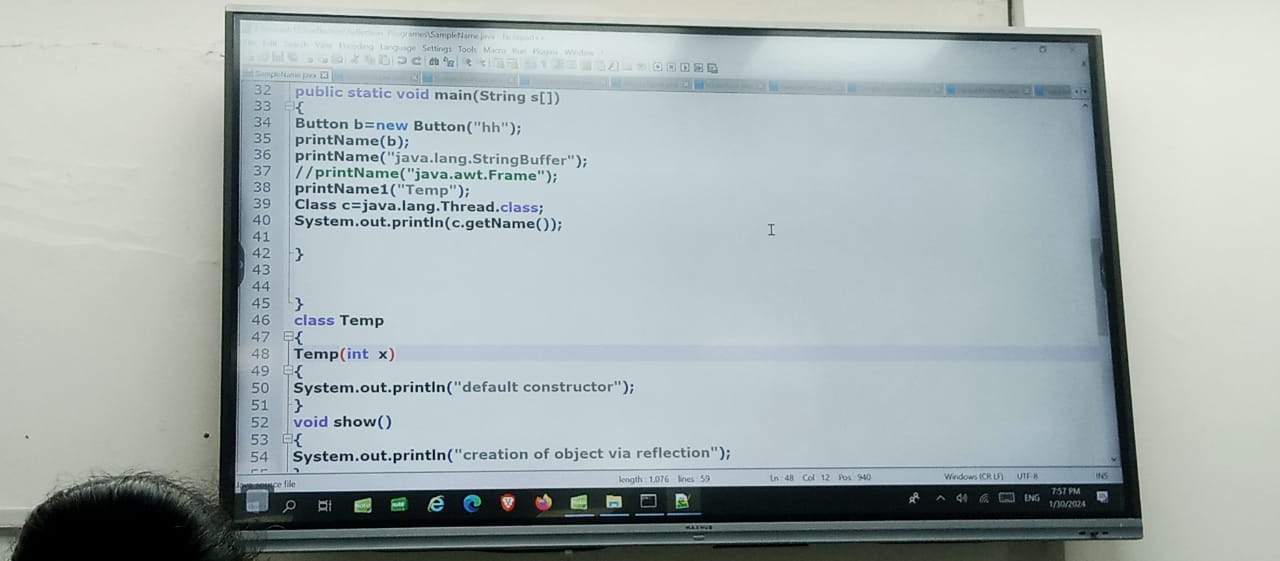 Programes\SampleName.java - Notepad++
Search View Encoding Language Settings Tools Macro Run Plugins Window
SampleName.java
32 public static void main(String s[])
33 {
34 Button b=new Button("hh");
35 printName(b);
36 printName("java.lang.StringBuffer");
37 //printName("java.awt.Frame");
38 printName1("Temp");
39 Class c=java.lang.Thread.class;
40 System.out.println(c.getName());
41
42 }
43
44
45 }
46 class Temp
47 {
48 Temp(int x)
49 {
50 System.out.println("default constructor");
51 }
52 void show()
53 {
54 System.out.println("creation of object via reflection");
Java source file length : 1,076 lines : 59 Ln : 48 Col : 12 Pos : 940 Windows (CR LF) UTF-8 INS
ENG 7:57 PM
1/30/2024
MAXHUB